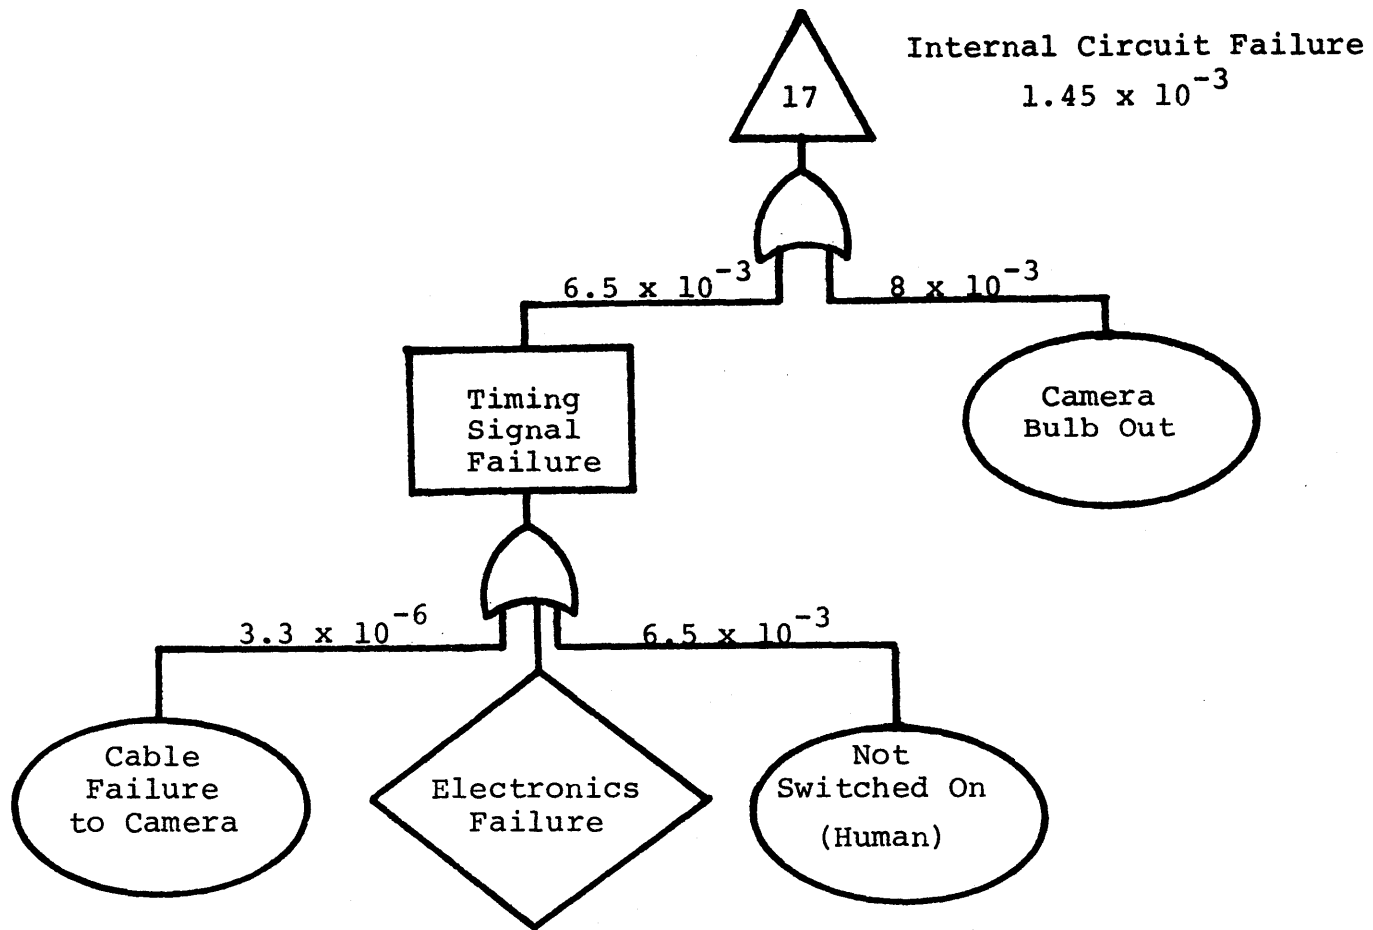 Internal Circuit Failure
1.45 x 10^-3
17
6.5 x 10^-3
8 x 10^-3
Timing
Signal
Failure
Camera
Bulb Out
3.3 x 10^-6
6.5 x 10^-3
Cable
Failure
to Camera
Electronics
Failure
Not
Switched On
(Human)